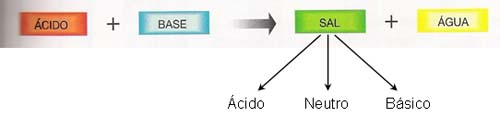 ÁCIDO + BASE SAL + ÁGUA
Ácido Neutro Básico